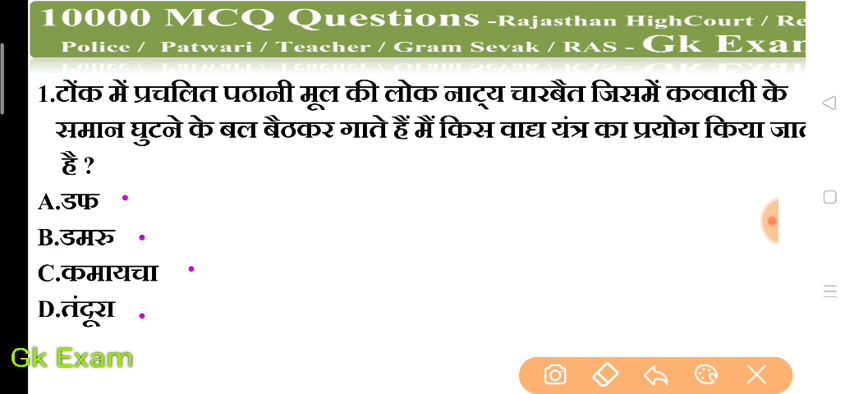 10000 MCQ Questions -Rajasthan HighCourt / Re
Police / Patwari / Teacher / Gram Sevak / RAS - Gk Exam
1.टोंक में प्रचलित पठानी मूल की लोक नाट्य चारबैत जिसमें कव्वाली के
समान घुटने के बल बैठकर गाते हैं मैं किस वाद्य यंत्र का प्रयोग किया जात
है ?
A.डफ
B.डमरु
C.कमायचा
D.तंदूरा
Gk Exam